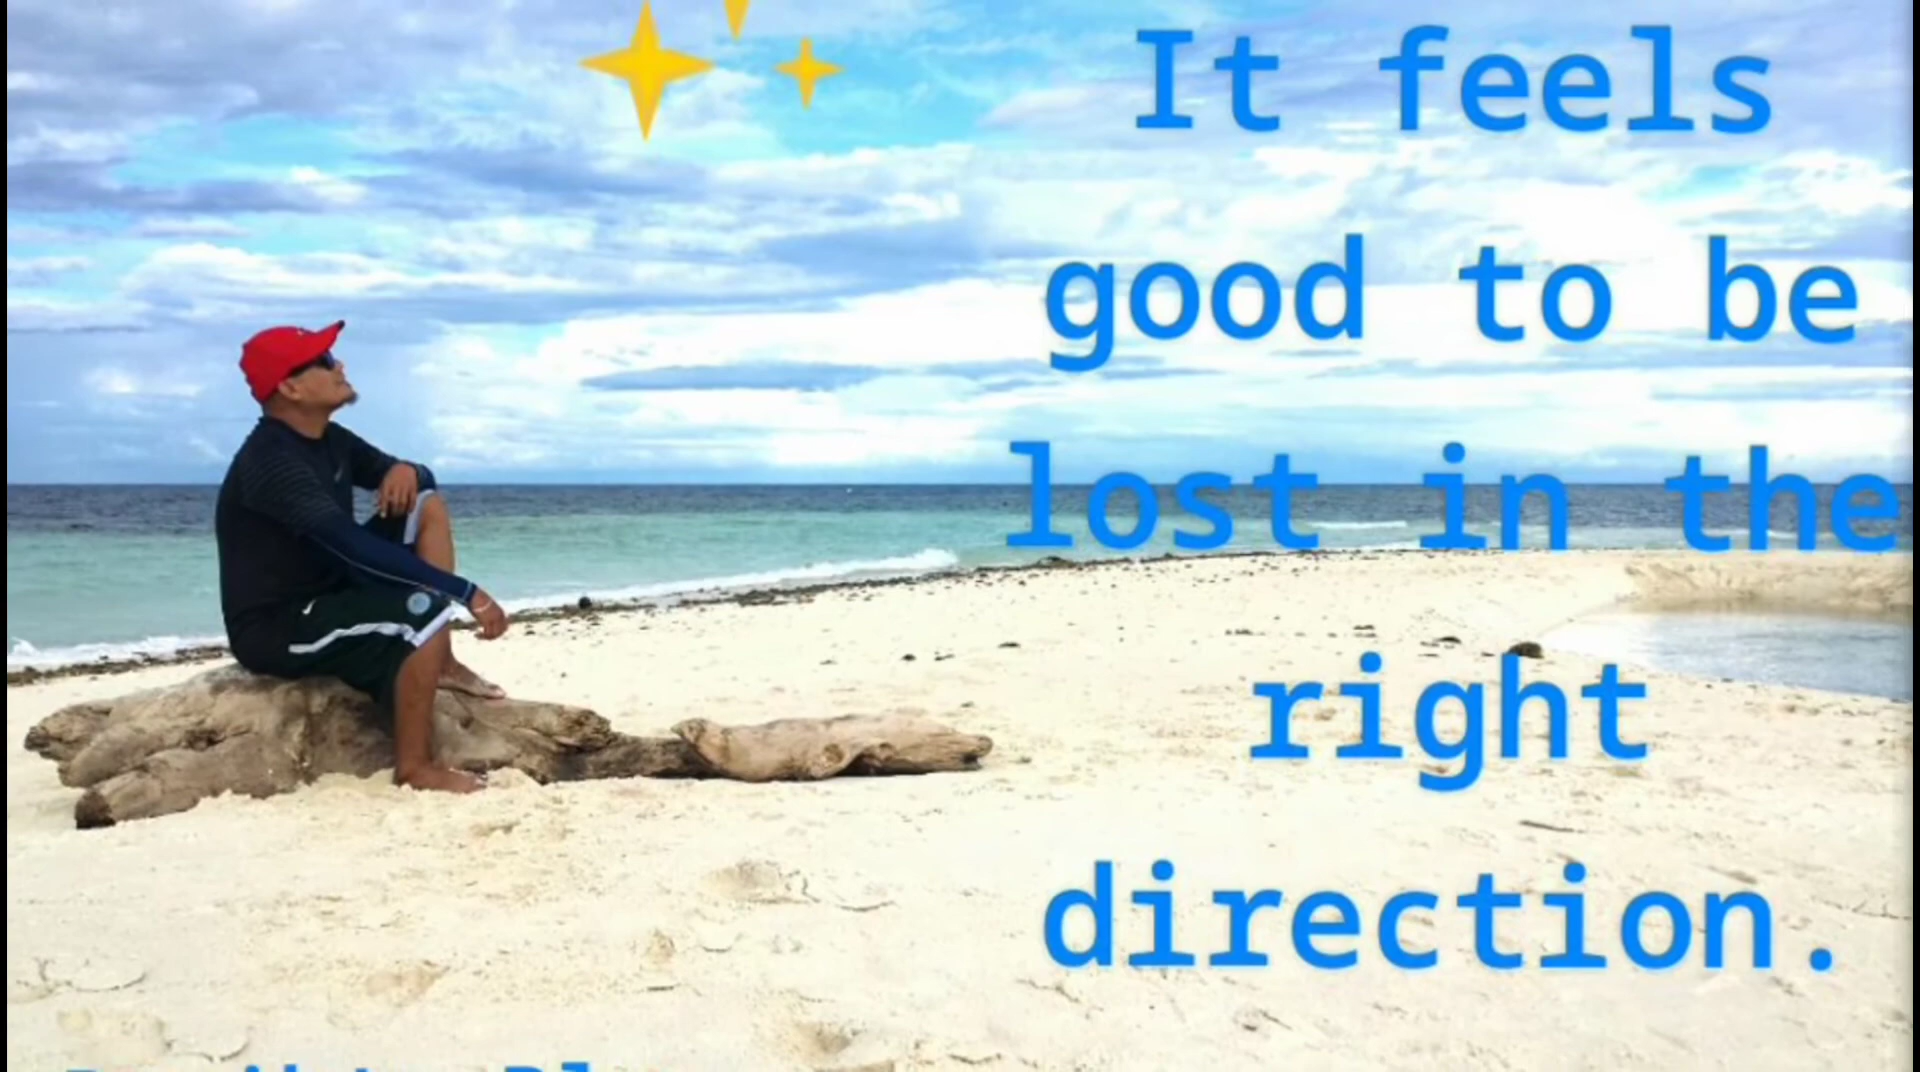 It feels
good to be
lost in the
right
direction.